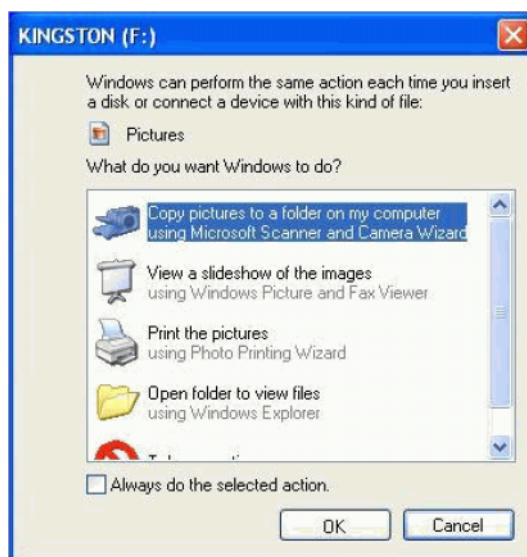 KINGSTON (F:)
Windows can perform the same action each time you insert
a disk or connect a device with this kind of file:
Pictures
What do you want Windows to do?
Copy pictures to a folder on my computer
using Microsoft Scanner and Camera Wizard
View a slideshow of the images
using Windows Picture and Fax Viewer
Print the pictures
using Photo Printing Wizard
Open folder to view files
using Windows Explorer
Always do the selected action.
OK
Cancel